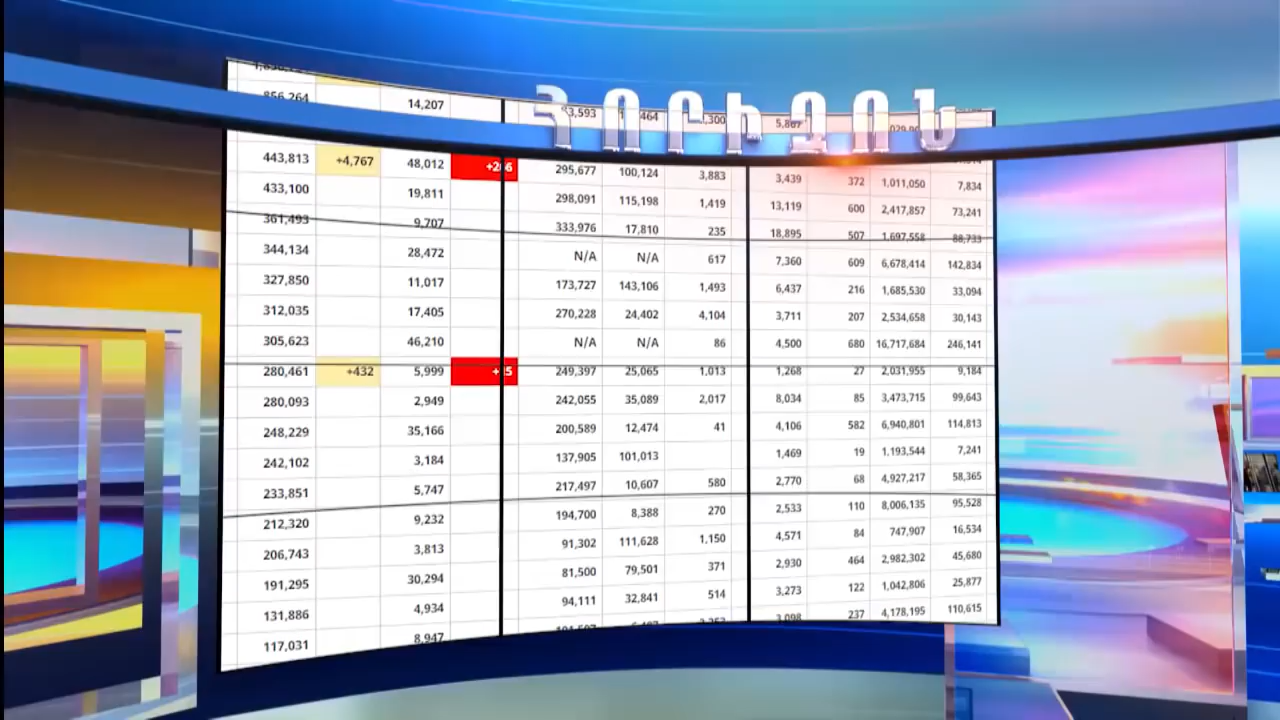 ՀՈՐԻԶՈՆ
856,264 14,207
443,813 +4,767 48,012 295,677 100,124 3,883 3,439 372 1,011,050 7,834
433,100 19,811 298,091 115,198 1,419 13,119 600 2,417,857 73,241
361,493 9,707 333,976 17,810 235 18,895 507 1,697,558 88,733
344,134 28,472 N/A N/A 617 7,360 609 6,678,414 142,834
327,850 11,017 173,727 143,106 1,493 6,437 216 1,685,530 33,094
312,035 17,405 270,228 24,402 4,104 3,711 207 2,534,658 30,143
305,623 46,210 N/A N/A 86 4,500 680 16,717,684 246,141
280,461 +432 5,999 249,397 25,065 1,013 1,268 27 2,031,955 9,184
280,093 2,949 242,055 35,089 2,017 8,034 85 3,473,715 99,643
248,229 35,166 200,589 12,474 41 4,106 582 6,940,801 114,813
242,102 3,184 137,905 101,013 1,469 19 1,193,544 7,241
233,851 5,747 217,497 10,607 580 2,770 68 4,927,217 58,365
212,320 9,232 194,700 8,388 270 2,533 110 8,006,135 95,528
206,743 3,813 91,302 111,628 1,150 4,571 84 747,907 16,534
191,295 30,294 81,500 79,501 371 2,930 464 2,982,302 45,680
131,886 4,934 94,111 32,841 514 3,273 122 1,042,806 25,877
117,031 8,947 237 4,178,195 110,615